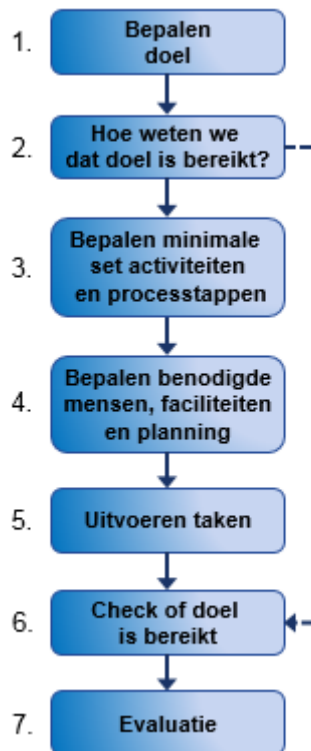 1.
Bepalen
doel
2.
Hoe weten we
dat doel is bereikt?
3.
Bepalen minimale
set activiteiten
en processtappen
4.
Bepalen benodigde
mensen, faciliteiten
en planning
5.
Uitvoeren taken
6.
Check of doel
is bereikt
7.
Evaluatie